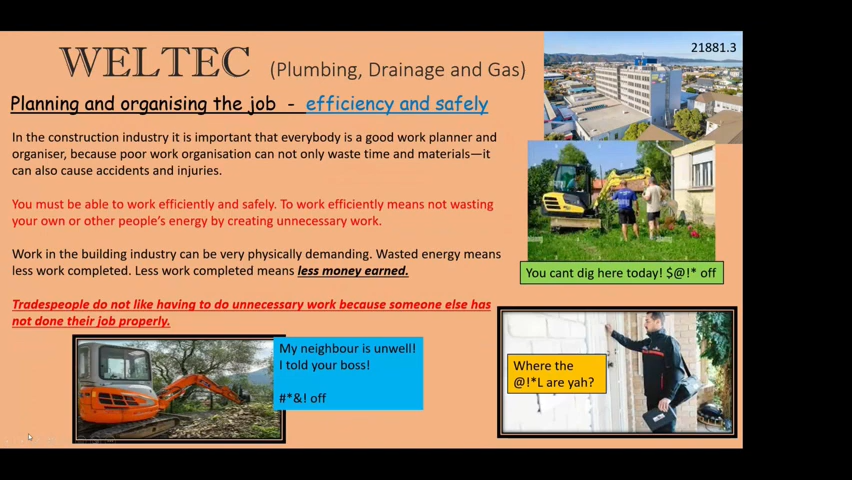 WELTEC (Plumbing, Drainage and Gas)
21881.3
Planning and organising the job - efficiency and safely
In the construction industry it is important that everybody is a good work planner and
organiser, because poor work organisation can not only waste time and materials—it
can also cause accidents and injuries.
You must be able to work efficiently and safely. To work efficiently means not wasting
your own or other people's energy by creating unnecessary work.
Work in the building industry can be very physically demanding. Wasted energy means
less work completed. Less work completed means less money earned.
Tradespeople do not like having to do unnecessary work because someone else has
not done their job properly.
You cant dig here today! $@!* off
My neighbour is unwell!
I told your boss!
#*&! off
Where the
@!*L are yah?